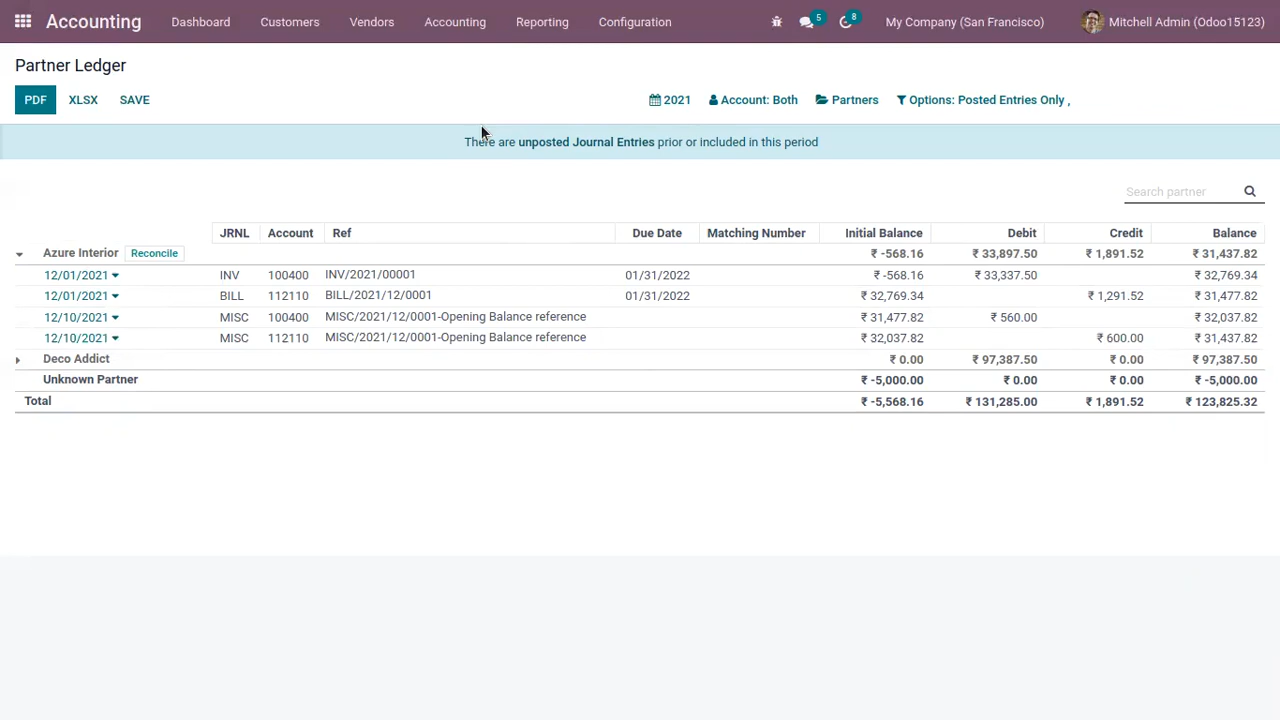 Accounting Dashboard Customers Vendors Accounting Reporting Configuration 5 8 My Company (San Francisco) Mitchell Admin (Odoo15123)
Partner Ledger
PDF XLSX SAVE 2021 Account: Both Partners Options: Posted Entries Only ,
There are unposted Journal Entries prior or included in this period
Search partner
JRNL Account Ref Due Date Matching Number Initial Balance Debit Credit Balance
Azure Interior Reconcile ₹ -568.16 ₹ 33,897.50 ₹ 1,891.52 ₹ 31,437.82
12/01/2021 INV 100400 INV/2021/00001 01/31/2022 ₹ -568.16 ₹ 33,337.50 ₹ 32,769.34
12/01/2021 BILL 112110 BILL/2021/12/0001 01/31/2022 ₹ 32,769.34 ₹ 1,291.52 ₹ 31,477.82
12/10/2021 MISC 100400 MISC/2021/12/0001-Opening Balance reference ₹ 31,477.82 ₹ 560.00 ₹ 32,037.82
12/10/2021 MISC 112110 MISC/2021/12/0001-Opening Balance reference ₹ 32,037.82 ₹ 600.00 ₹ 31,437.82
Deco Addict ₹ 0.00 ₹ 97,387.50 ₹ 0.00 ₹ 97,387.50
Unknown Partner ₹ -5,000.00 ₹ 0.00 ₹ 0.00 ₹ -5,000.00
Total ₹ -5,568.16 ₹ 131,285.00 ₹ 1,891.52 ₹ 123,825.32